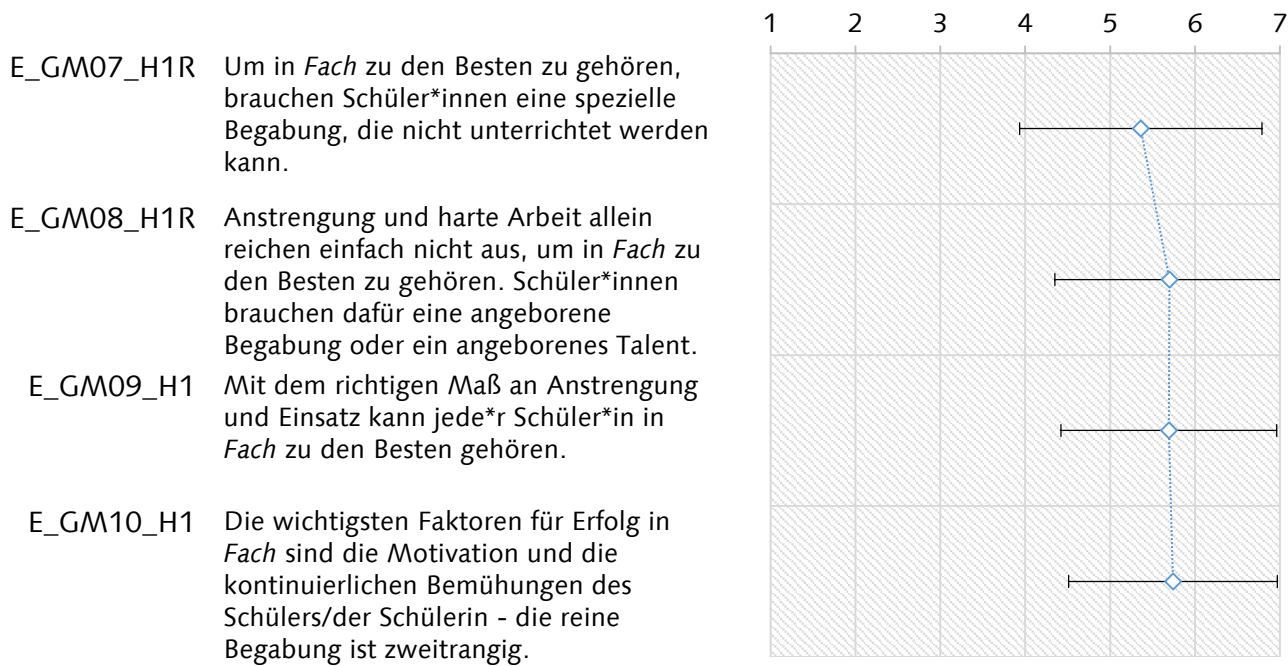 1 2 3 4 5 6 7
E_GM07_H1R Um in Fach zu den Besten zu gehören,
brauchen Schüler*innen eine spezielle
Begabung, die nicht unterrichtet werden
kann.
E_GM08_H1R Anstrengung und harte Arbeit allein
reichen einfach nicht aus, um in Fach zu
den Besten zu gehören. Schüler*innen
brauchen dafür eine angeborene
Begabung oder ein angeborenes Talent.
E_GM09_H1 Mit dem richtigen Maß an Anstrengung
und Einsatz kann jede*r Schüler*in in
Fach zu den Besten gehören.
E_GM10_H1 Die wichtigsten Faktoren für Erfolg in
Fach sind die Motivation und die
kontinuierlichen Bemühungen des
Schülers/der Schülerin - die reine
Begabung ist zweitrangig.